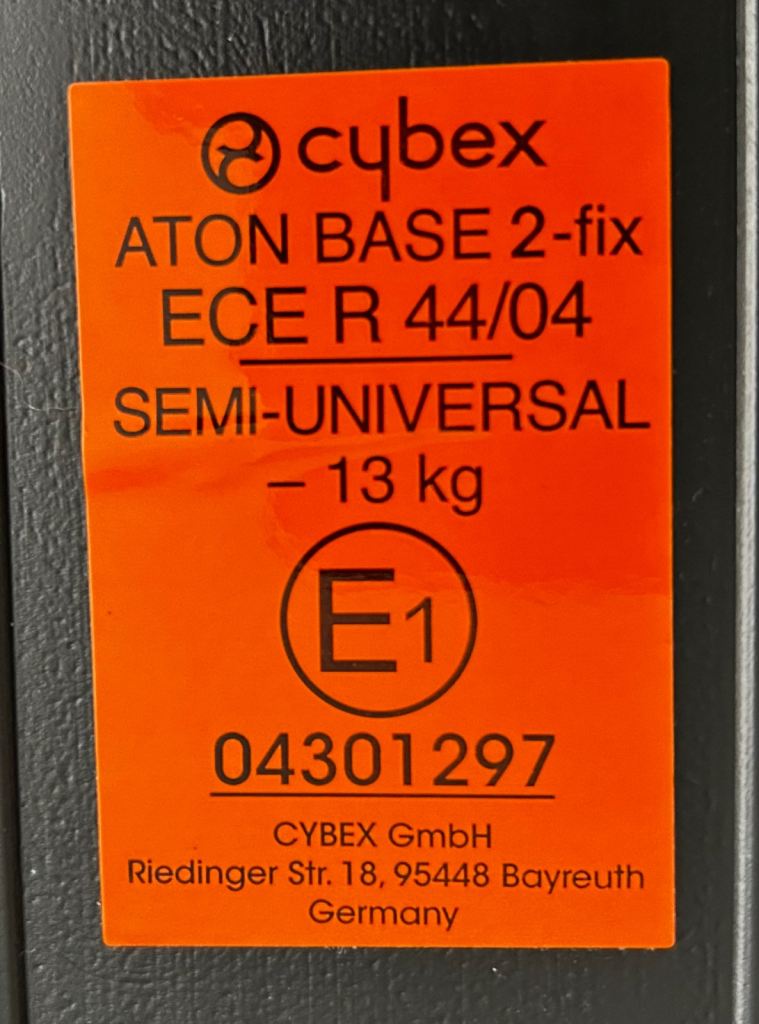 cybex
ATON BASE 2-fix
ECE R 44/04
SEMI-UNIVERSAL
– 13 kg
E1
04301297
CYBEX GmbH
Riedinger Str. 18, 95448 Bayreuth
Germany